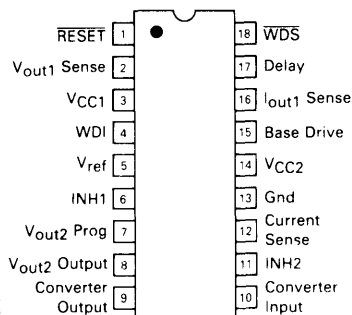 RESET 1
Vout1 Sense 2
VCC1 3
WDI 4
Vref 5
INH1 6
Vout2 Prog 7
Vout2 Output 8
Converter
Output 9
18 WDS
17 Delay
16 Iout1 Sense
15 Base Drive
14 VCC2
13 Gnd
12 Current
Sense
11 INH2
10 Converter
Input